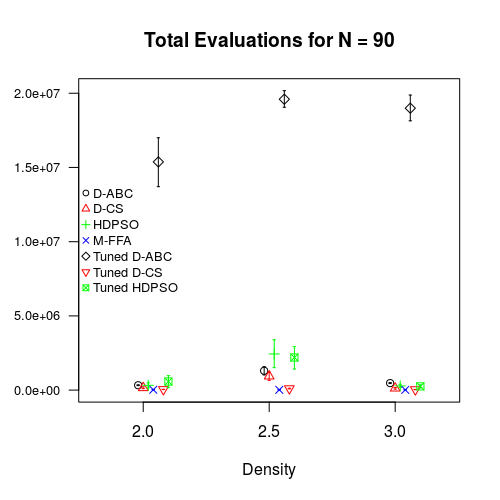 Total Evaluations for N = 90
2.0e+07
1.5e+07
D-ABC
D-CS
HDPSO
1.0e+07
M-FFA
Tuned D-ABC
Tuned D-CS
Tuned HDPSO
5.0e+06
0.0e+00
2.0 2.5 3.0
Density